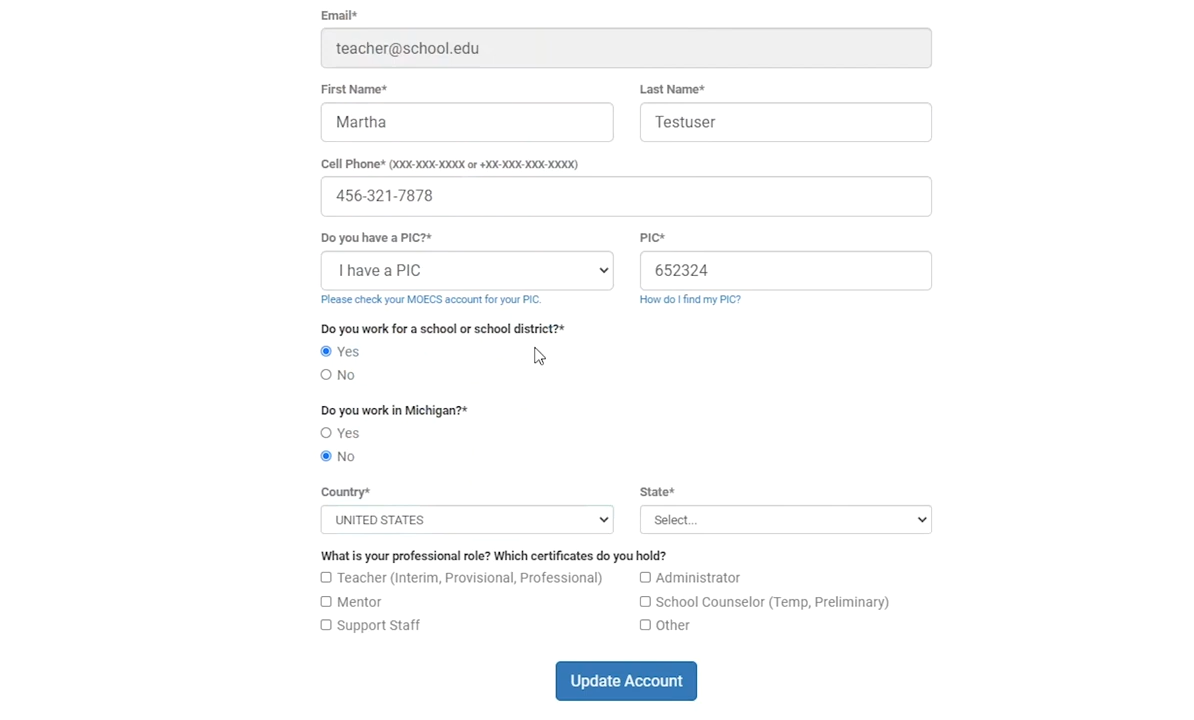 Email*
teacher@school.edu
First Name* Last Name*
Martha Testuser
Cell Phone* (XXX-XXX-XXXX or +XX-XXX-XXX-XXXX)
456-321-7878
Do you have a PIC?* PIC*
I have a PIC 652324
Please check your MOECS account for your PIC. How do I find my PIC?
Do you work for a school or school district?*
Yes
No
Do you work in Michigan?*
Yes
No
Country* State*
UNITED STATES Select...
What is your professional role? Which certificates do you hold?
Teacher (Interim, Provisional, Professional) Administrator
Mentor School Counselor (Temp, Preliminary)
Support Staff Other
Update Account